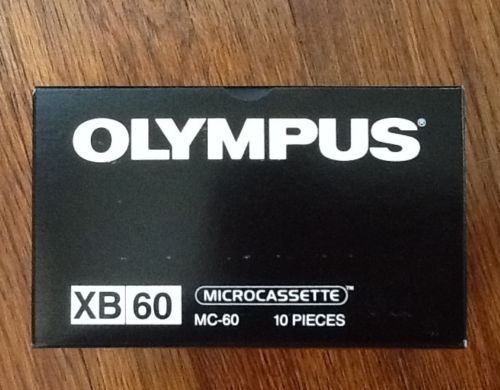 OLYMPUS®
XB 60
MICROCASSETTE™
MC-60 10 PIECES